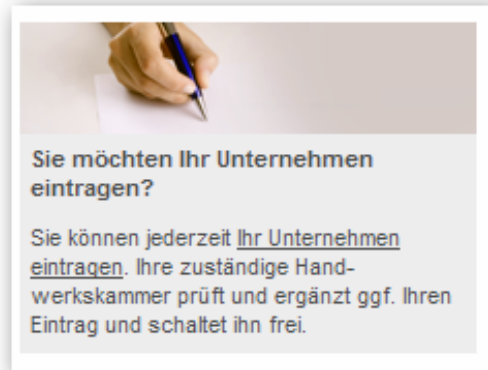 Sie möchten Ihr Unternehmen
eintragen?
Sie können jederzeit Ihr Unternehmen
eintragen. Ihre zuständige Hand-
werkskammer prüft und ergänzt ggf. Ihren
Eintrag und schaltet ihn frei.